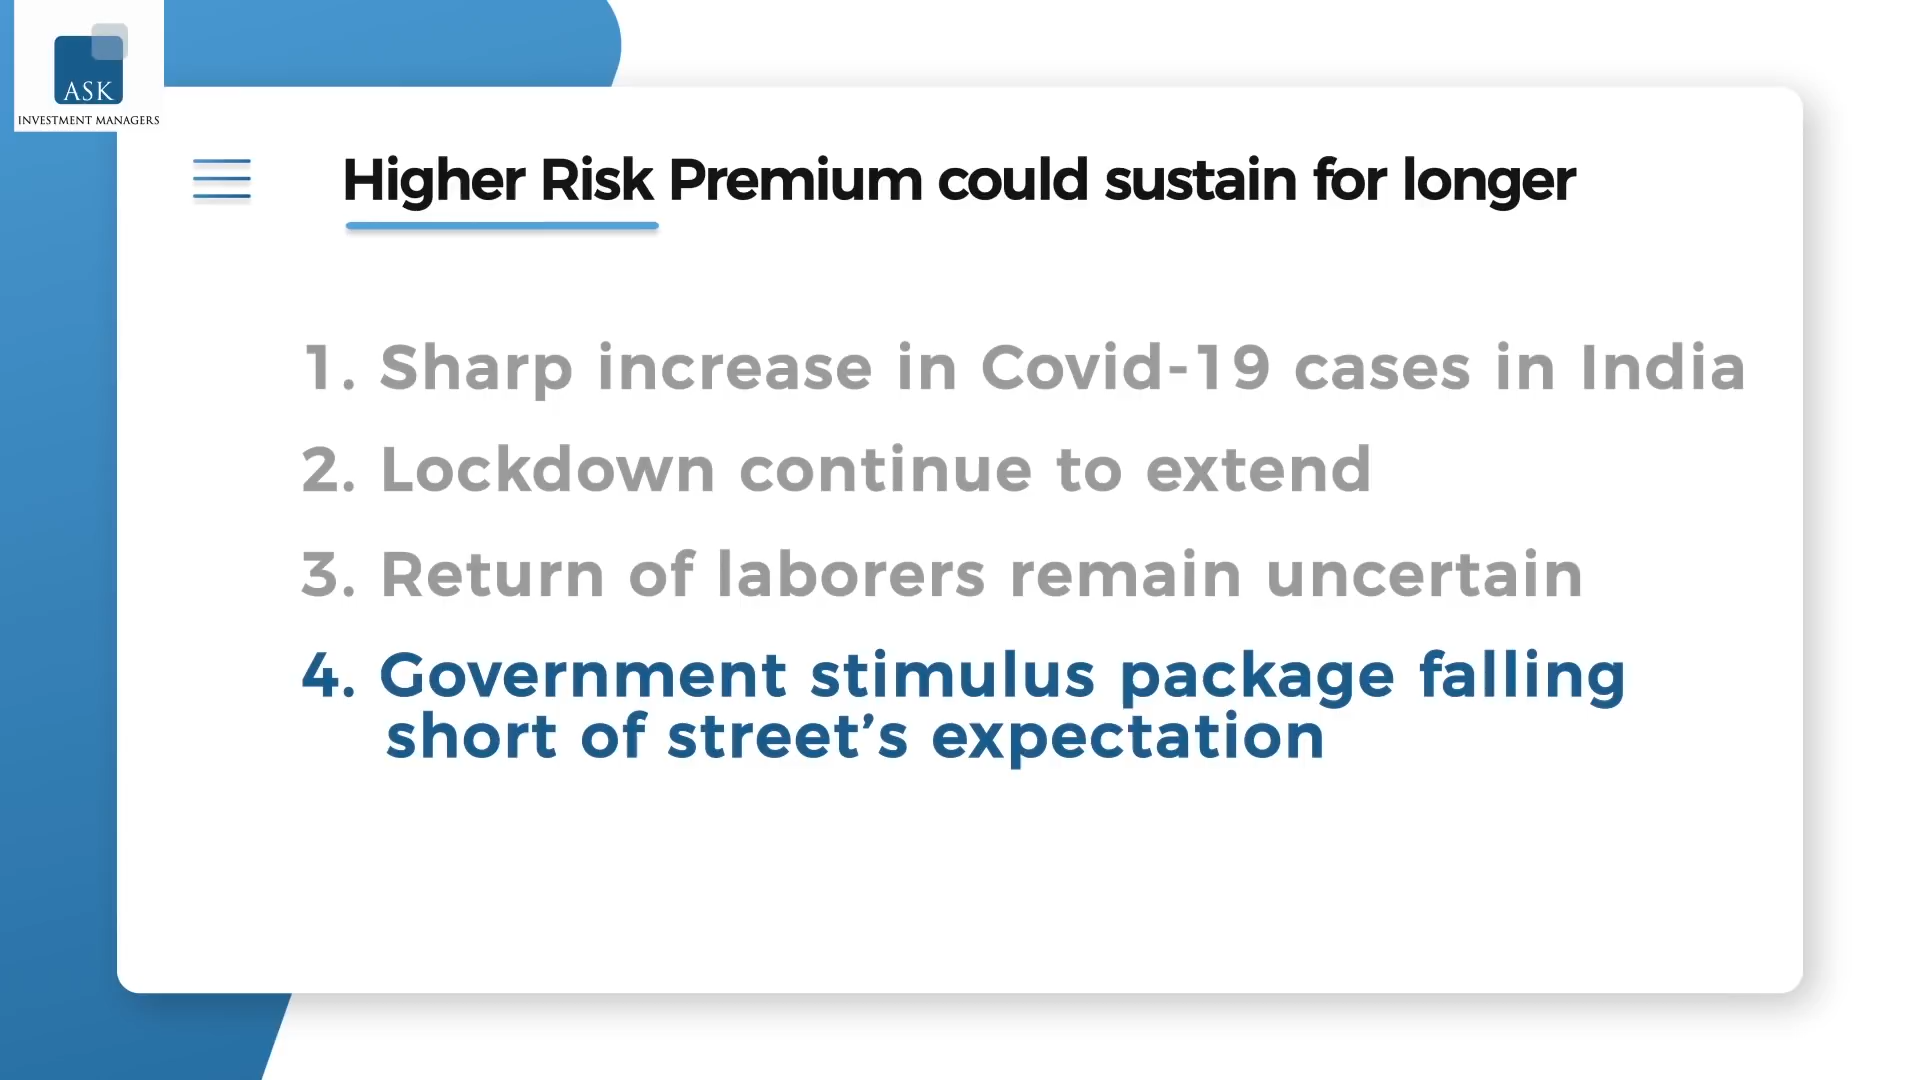 ASK
INVESTMENT MANAGERS
Higher Risk Premium could sustain for longer
1. Sharp increase in Covid-19 cases in India
2. Lockdown continue to extend
3. Return of laborers remain uncertain
4. Government stimulus package falling
short of street’s expectation